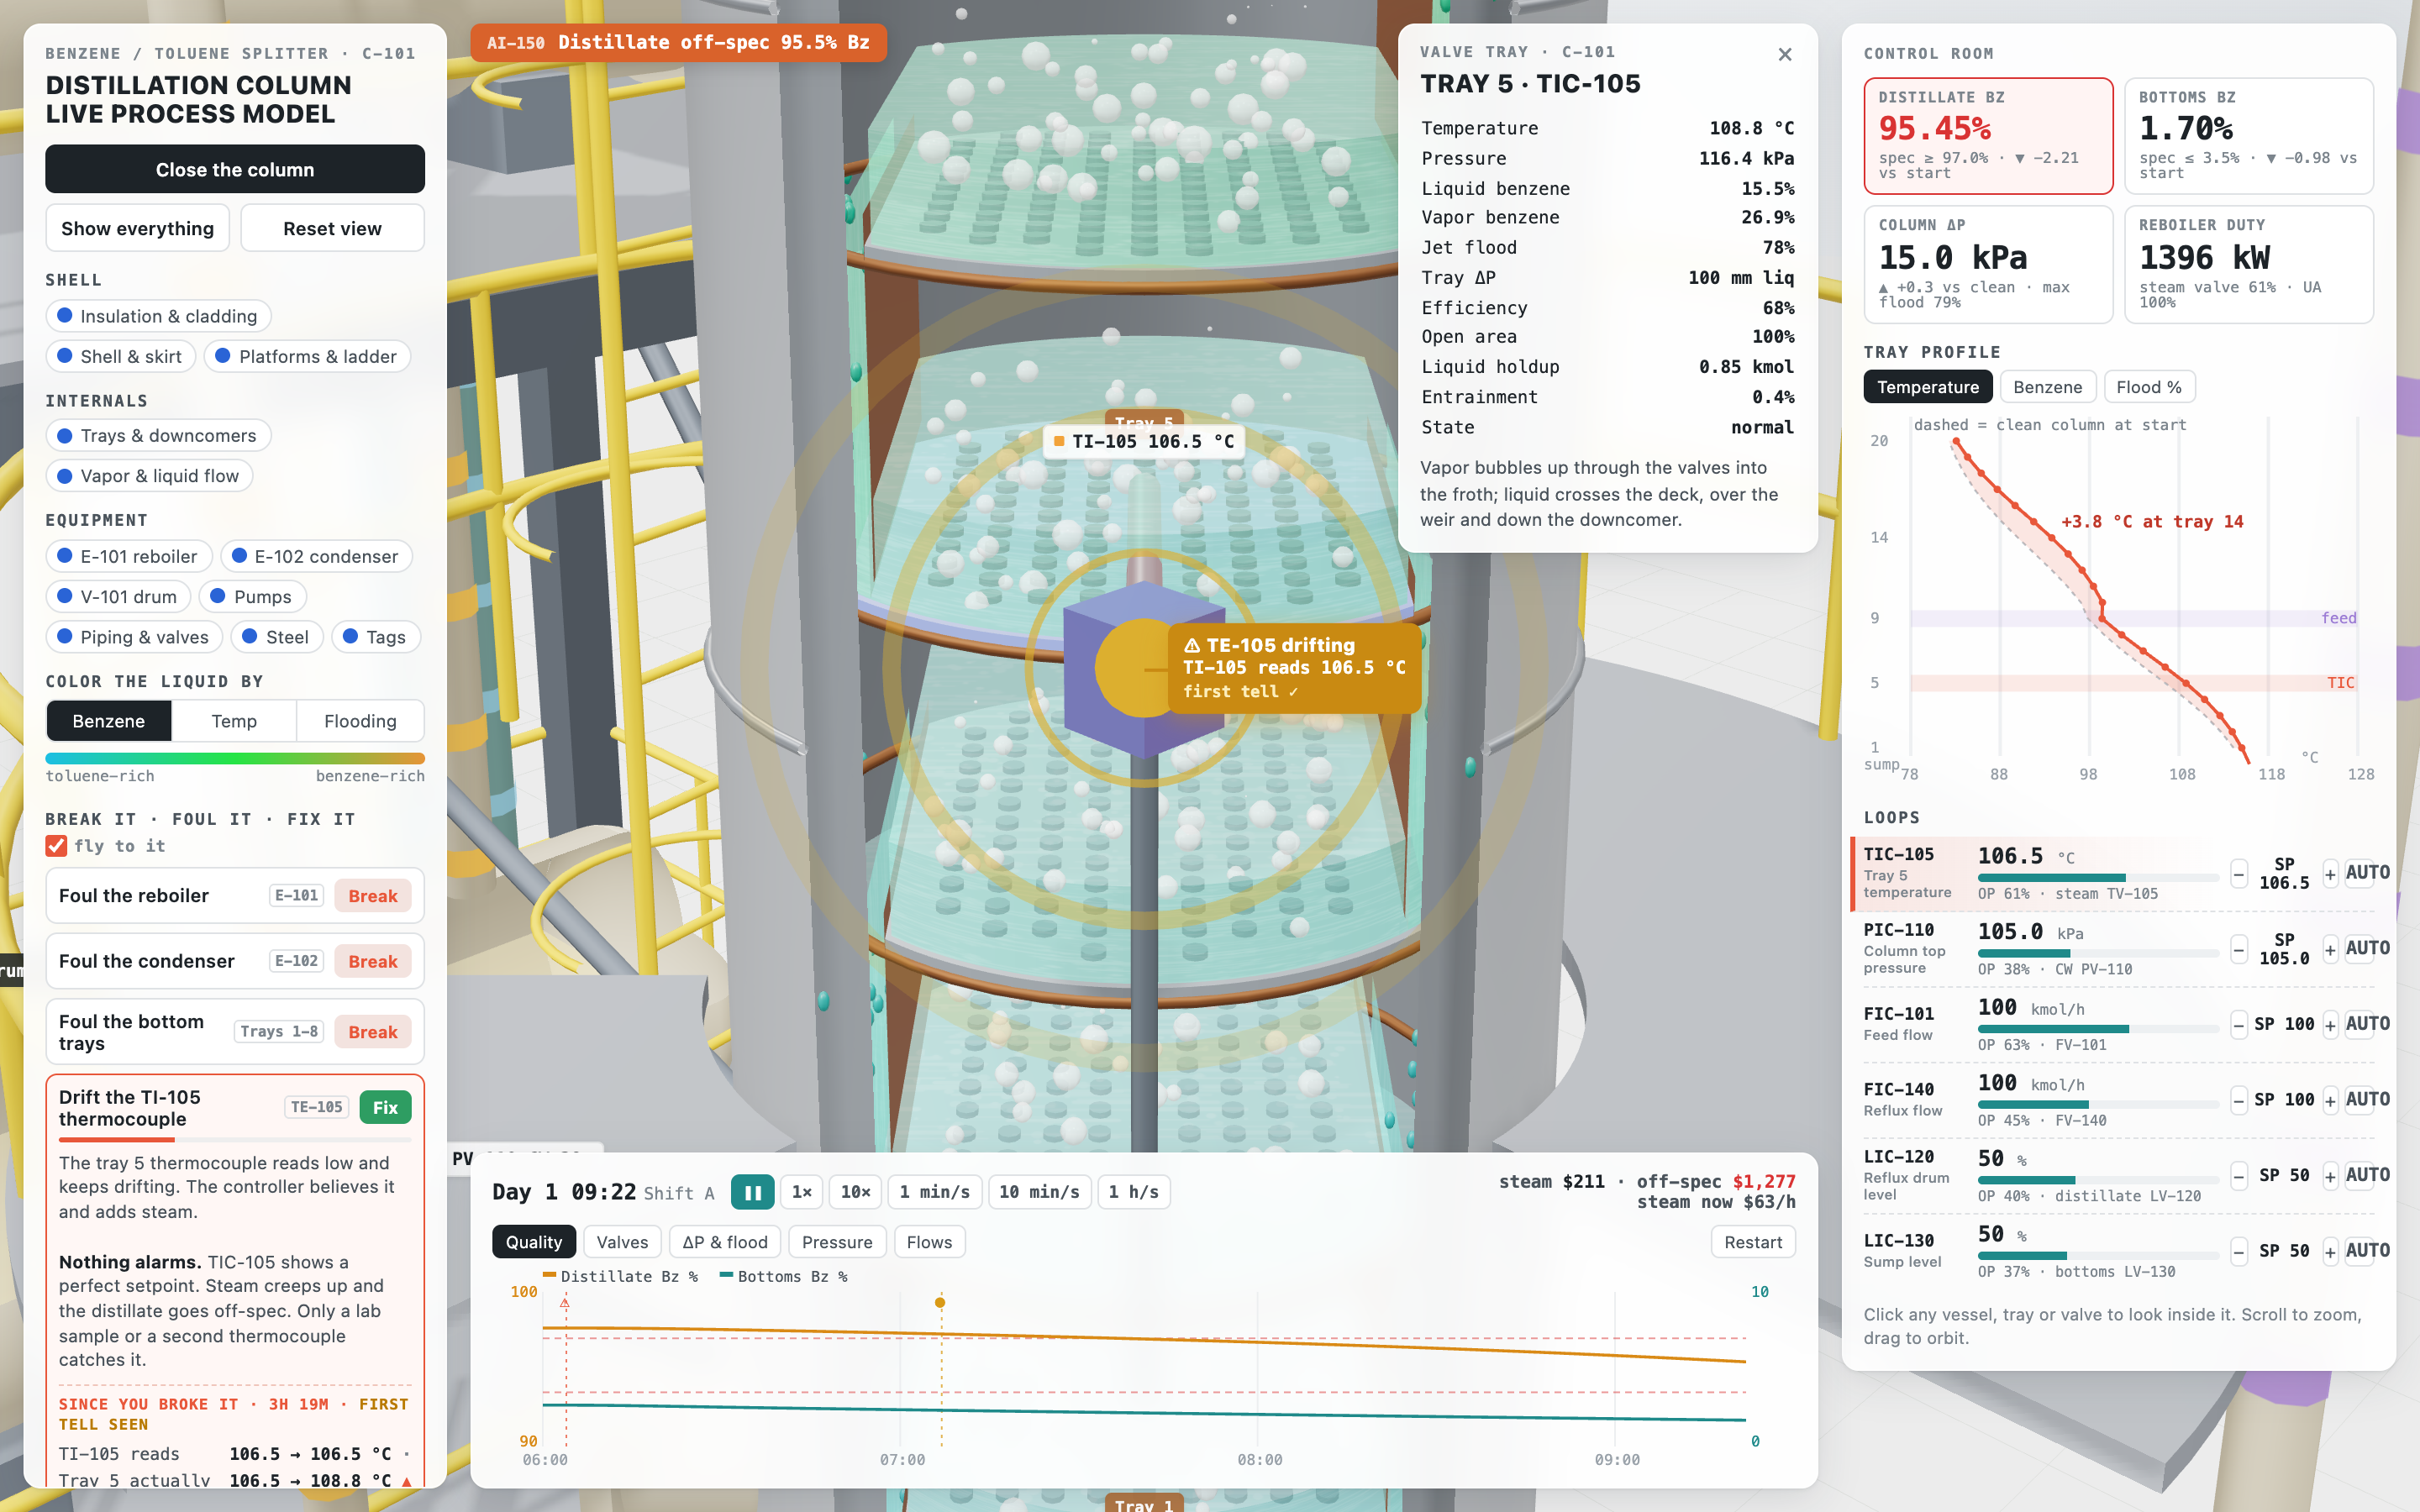 BENZENE / TOLUENE SPLITTER · C-101
DISTILLATION COLUMN
LIVE PROCESS MODEL
Close the column
Show everything
Reset view
SHELL
Insulation & cladding
Shell & skirt
Platforms & ladder
INTERNALS
Trays & downcomers
Vapor & liquid flow
EQUIPMENT
E-101 reboiler
E-102 condenser
V-101 drum
Pumps
Piping & valves
Steel
Tags
COLOR THE LIQUID BY
Benzene
Temp
Flooding
toluene-rich
benzene-rich
BREAK IT · FOUL IT · FIX IT
fly to it
Foul the reboiler
E-101
Break
Foul the condenser
E-102
Break
Foul the bottom
trays
Trays 1-8
Break
Drift the TI-105
thermocouple
TE-105
Fix
The tray 5 thermocouple reads low and
keeps drifting. The controller believes it
and adds steam.
Nothing alarms. TIC-105 shows a
perfect setpoint. Steam creeps up and
the distillate goes off-spec. Only a lab
sample or a second thermocouple
catches it.
SINCE YOU BROKE IT · 3H 19M · FIRST
TELL SEEN
TI-105 reads 106.5 → 106.5 °C ·
Tray 5 actually 106.5 → 108.8 °C ▲
AI-150 Distillate off-spec 95.5% Bz
Tray 5
TI-105 106.5 °C
⚠ TE-105 drifting
TI-105 reads 106.5 °C
first tell ✓
Tray 1
VALVE TRAY · C-101
TRAY 5 · TIC-105
×
Temperature 108.8 °C
Pressure 116.4 kPa
Liquid benzene 15.5%
Vapor benzene 26.9%
Jet flood 78%
Tray ΔP 100 mm liq
Efficiency 68%
Open area 100%
Liquid holdup 0.85 kmol
Entrainment 0.4%
State normal
Vapor bubbles up through the valves into
the froth; liquid crosses the deck, over the
weir and down the downcomer.
Day 1 09:22 Shift A
1×
10×
1 min/s
10 min/s
1 h/s
steam $211 · off-spec $1,277
steam now $63/h
Quality
Valves
ΔP & flood
Pressure
Flows
Restart
Distillate Bz %
Bottoms Bz %
100
90
10
0
06:00
07:00
08:00
09:00
CONTROL ROOM
DISTILLATE BZ
95.45%
spec ≥ 97.0% · ▼ -2.21
vs start
BOTTOMS BZ
1.70%
spec ≤ 3.5% · ▼ -0.98 vs
start
COLUMN ΔP
15.0 kPa
▲ +0.3 vs clean · max
flood 79%
REBOILER DUTY
1396 kW
steam valve 61% · UA
100%
TRAY PROFILE
Temperature
Benzene
Flood %
dashed = clean column at start
20
14
9
5
1
sump
+3.8 °C at tray 14
feed
TIC
°C
78
88
98
108
118
128
LOOPS
TIC-105
Tray 5
temperature
106.5 °C
OP 61% · steam TV-105
−
SP
106.5
+
AUTO
PIC-110
Column top
pressure
105.0 kPa
OP 38% · CW PV-110
−
SP
105.0
+
AUTO
FIC-101
Feed flow
100 kmol/h
OP 63% · FV-101
−
SP 100
+
AUTO
FIC-140
Reflux flow
100 kmol/h
OP 45% · FV-140
−
SP 100
+
AUTO
LIC-120
Reflux drum
level
50 %
OP 40% · distillate LV-120
−
SP 50
+
AUTO
LIC-130
Sump level
50 %
OP 37% · bottoms LV-130
−
SP 50
+
AUTO
Click any vessel, tray or valve to look inside it. Scroll to zoom,
drag to orbit.